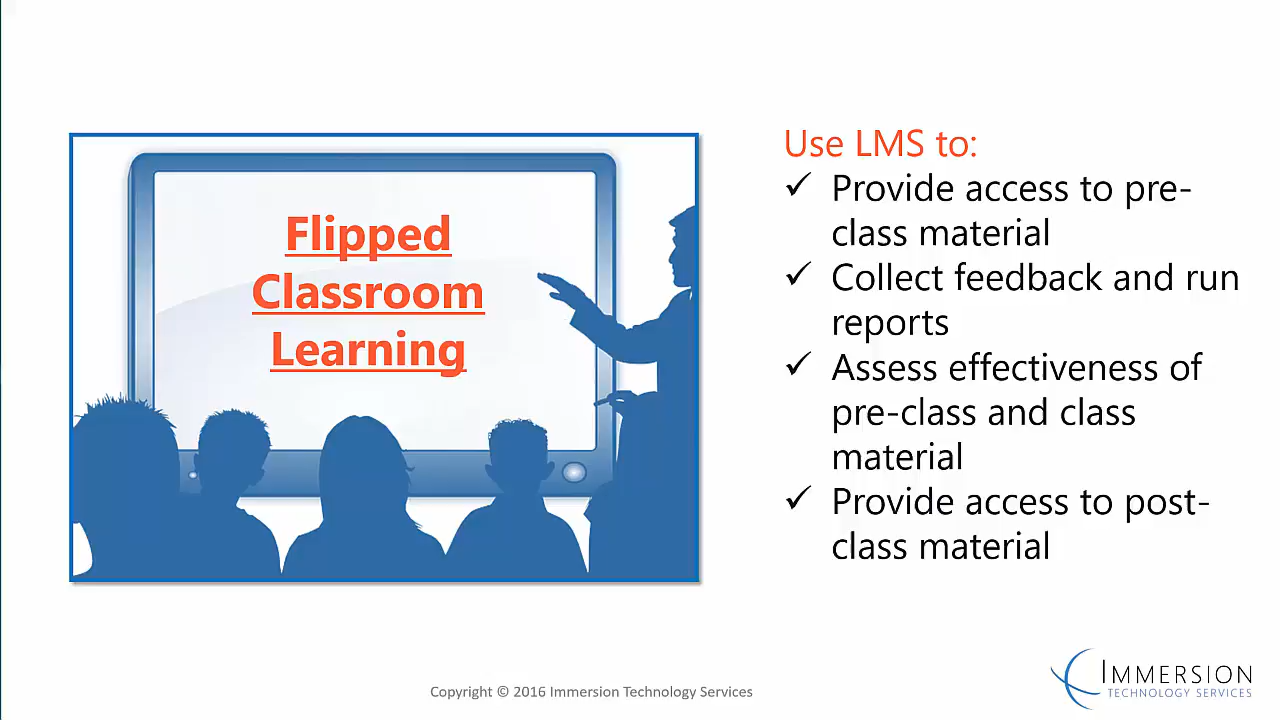 Flipped
Classroom
Learning
Use LMS to:
✓ Provide access to pre-
class material
✓ Collect feedback and run
reports
✓ Assess effectiveness of
pre-class and class
material
✓ Provide access to post-
class material
Copyright © 2016 Immersion Technology Services
IMMERSION
TECHNOLOGY SERVICES